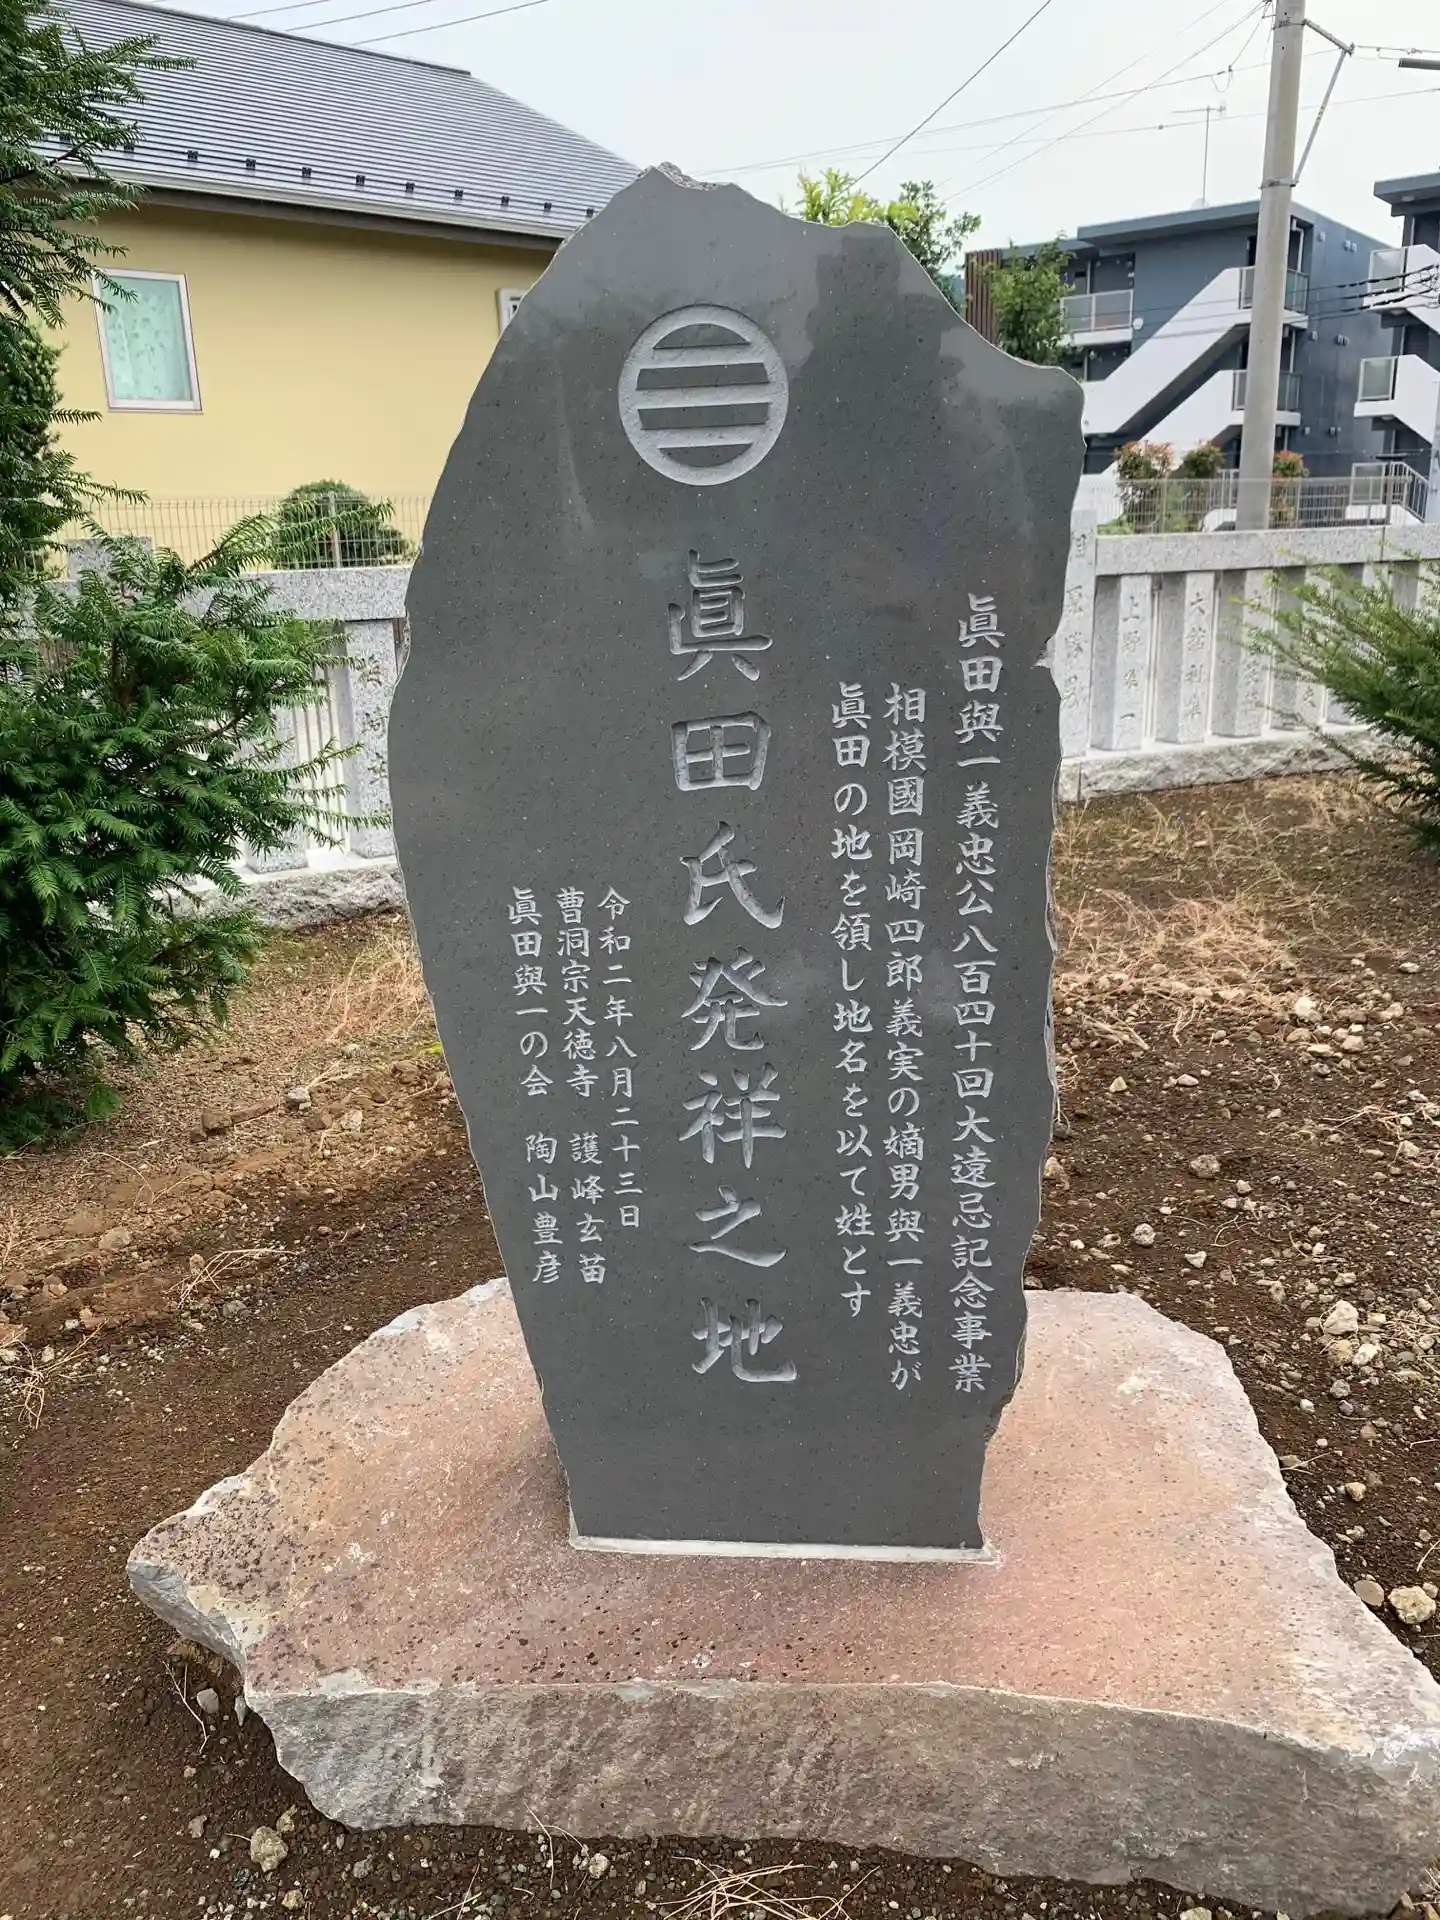 眞田與一義忠公八百四十回大遠忌記念事業
相模國岡崎四郎義実の嫡男與一義忠が
眞田の地を領し地名を以て姓とす
眞田氏発祥之地
令和二年八月二十三日
曹洞宗天徳寺 護峰玄苗
眞田與一の会 陶山豊彦
上野隼一